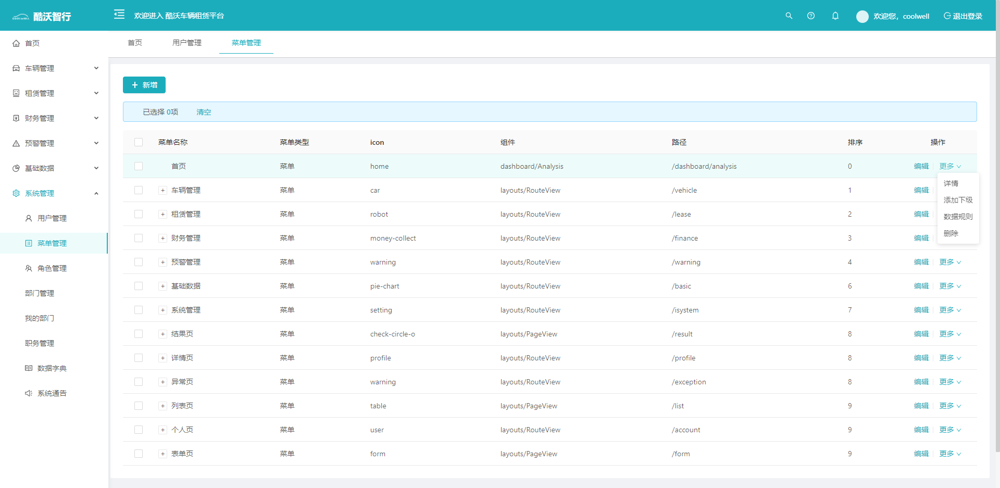 COOLWELL 酷沃智行 欢迎进入 酷沃车辆租赁平台 欢迎您，coolwell 退出登录
首页
车辆管理
租赁管理
财务管理
预警管理
基础数据
系统管理
用户管理
菜单管理
角色管理
部门管理
我的部门
职务管理
数据字典
系统通告
首页 用户管理 菜单管理
+ 新增
已选择 0项 清空
菜单名称 菜单类型 icon 组件 路径 排序 操作
首页 菜单 home dashboard/Analysis /dashboard/analysis 0 编辑 更多
+ 车辆管理 菜单 car layouts/RouteView /vehicle 1 编辑
+ 租赁管理 菜单 robot layouts/RouteView /lease 2 编辑
+ 财务管理 菜单 money-collect layouts/RouteView /finance 3 编辑
详情
添加下级
数据规则
删除
+ 预警管理 菜单 warning layouts/RouteView /warning 4 编辑 更多
+ 基础数据 菜单 pie-chart layouts/RouteView /basic 6 编辑 更多
+ 系统管理 菜单 setting layouts/RouteView /isystem 7 编辑 更多
+ 结果页 菜单 check-circle-o layouts/PageView /result 8 编辑 更多
+ 详情页 菜单 profile layouts/RouteView /profile 8 编辑 更多
+ 异常页 菜单 warning layouts/RouteView /exception 8 编辑 更多
+ 列表页 菜单 table layouts/PageView /list 9 编辑 更多
+ 个人页 菜单 user layouts/RouteView /account 9 编辑 更多
+ 表单页 菜单 form layouts/PageView /form 9 编辑 更多